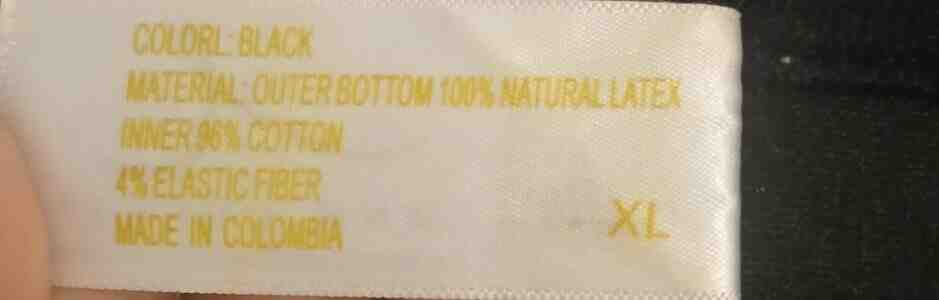 COLORL: BLACK
MATERIAL: OUTER BOTTOM 100% NATURAL LATEX
INNER 96% COTTON
4% ELASTIC FIBER
MADE IN COLOMBIA
XL